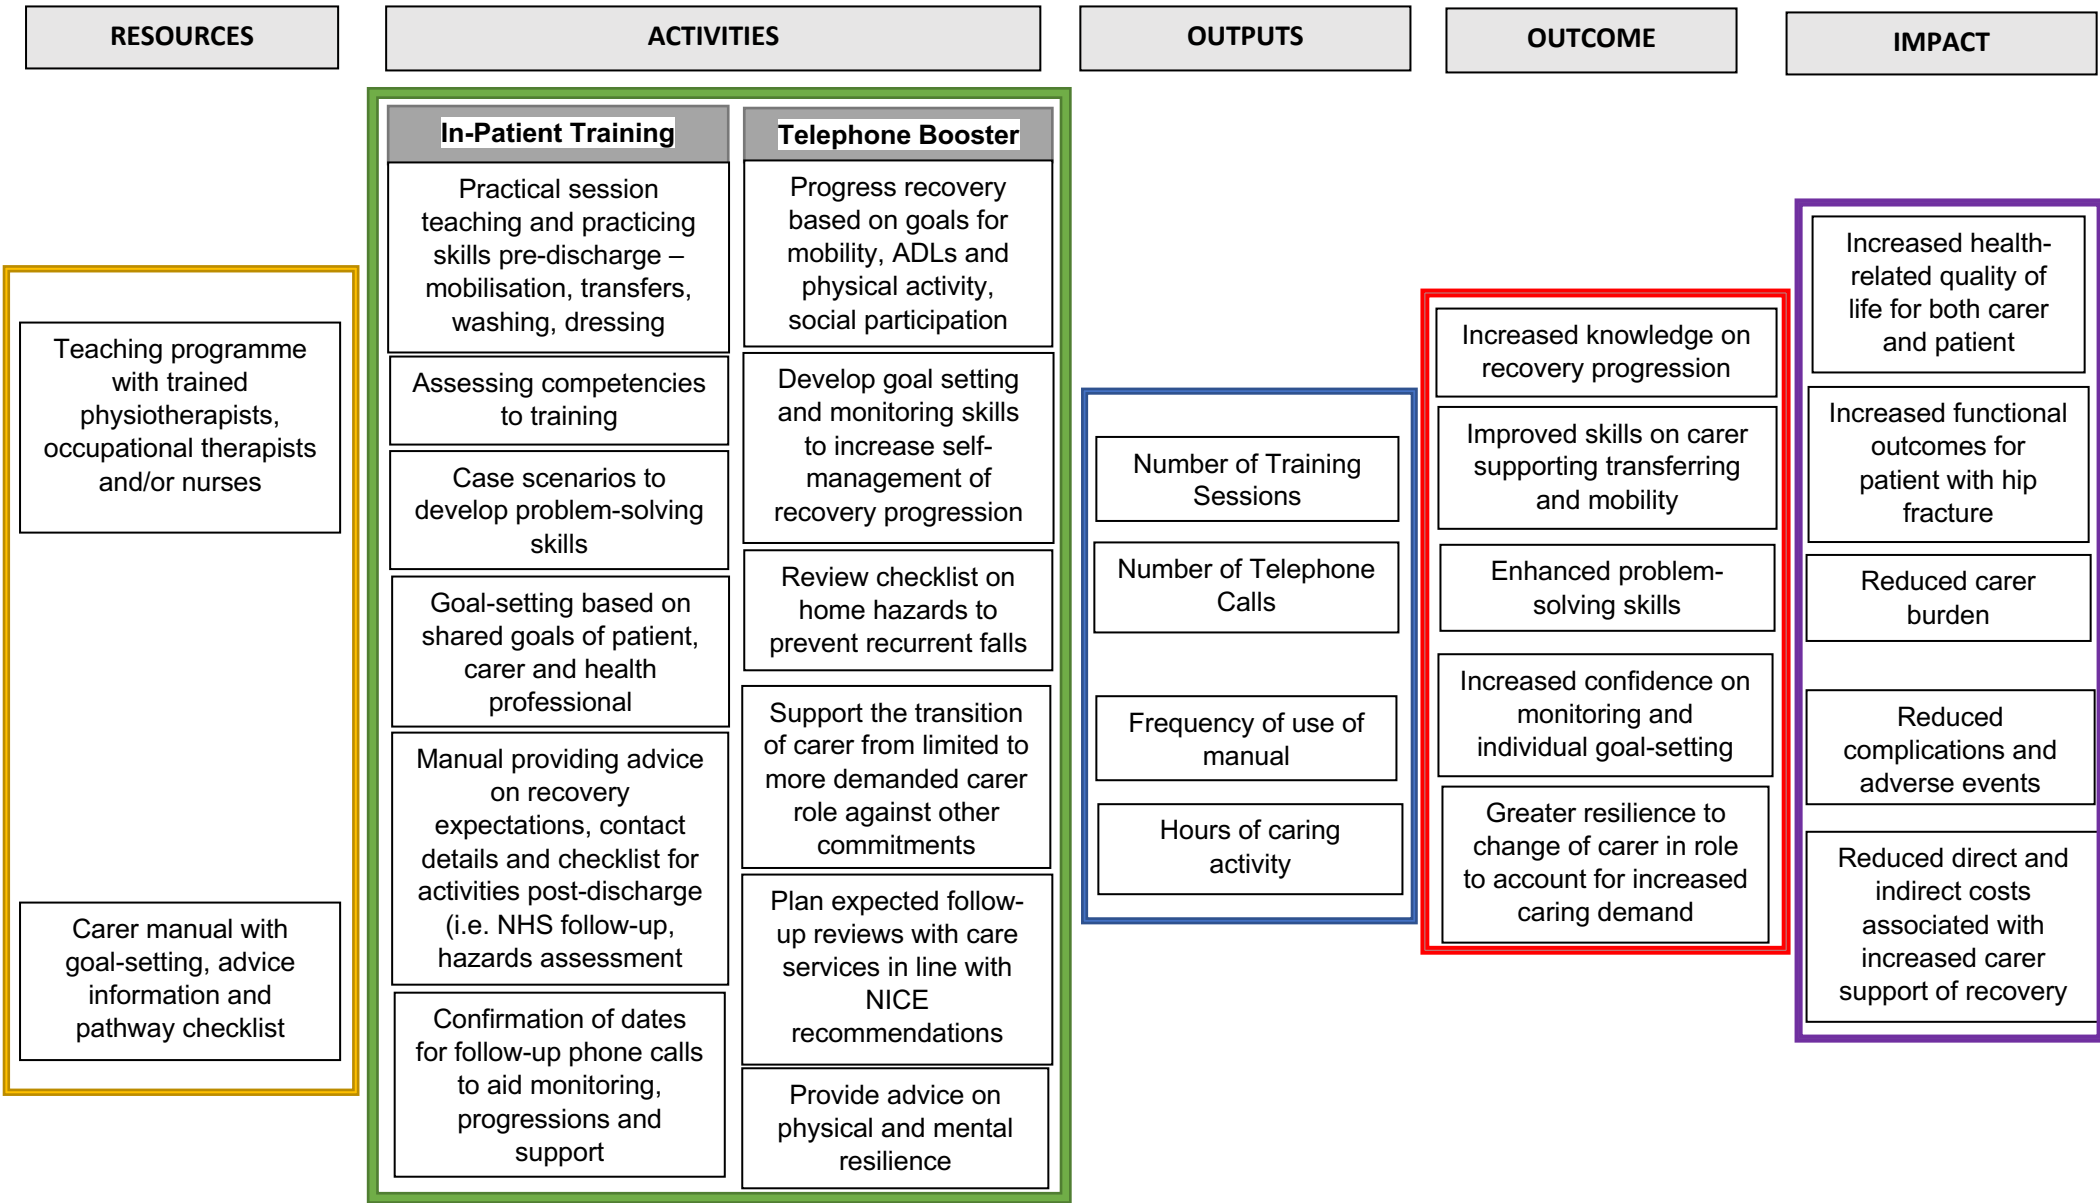 RESOURCES
ACTIVITIES
OUTPUTS
OUTCOME
IMPACT
Teaching programme
with trained
physiotherapists,
occupational therapists
and/or nurses
Carer manual with
goal-setting, advice
information and
pathway checklist
In-Patient Training
Practical session
teaching and practicing
skills pre-discharge –
mobilisation, transfers,
washing, dressing
Assessing competencies
to training
Case scenarios to
develop problem-solving
skills
Goal-setting based on
shared goals of patient,
carer and health
professional
Manual providing advice
on recovery
expectations, contact
details and checklist for
activities post-discharge
(i.e. NHS follow-up,
hazards assessment
Confirmation of dates
for follow-up phone calls
to aid monitoring,
progressions and
support
Telephone Booster
Progress recovery
based on goals for
mobility, ADLs and
physical activity,
social participation
Develop goal setting
and monitoring skills
to increase self-
management of
recovery progression
Review checklist on
home hazards to
prevent recurrent falls
Support the transition
of carer from limited to
more demanded carer
role against other
commitments
Plan expected follow-
up reviews with care
services in line with
NICE
recommendations
Provide advice on
physical and mental
resilience
Number of Training
Sessions
Number of Telephone
Calls
Frequency of use of
manual
Hours of caring
activity
Increased knowledge on
recovery progression
Improved skills on carer
supporting transferring
and mobility
Enhanced problem-
solving skills
Increased confidence on
monitoring and
individual goal-setting
Greater resilience to
change of carer in role
to account for increased
caring demand
Increased health-
related quality of
life for both carer
and patient
Increased functional
outcomes for
patient with hip
fracture
Reduced carer
burden
Reduced
complications and
adverse events
Reduced direct and
indirect costs
associated with
increased carer
support of recovery